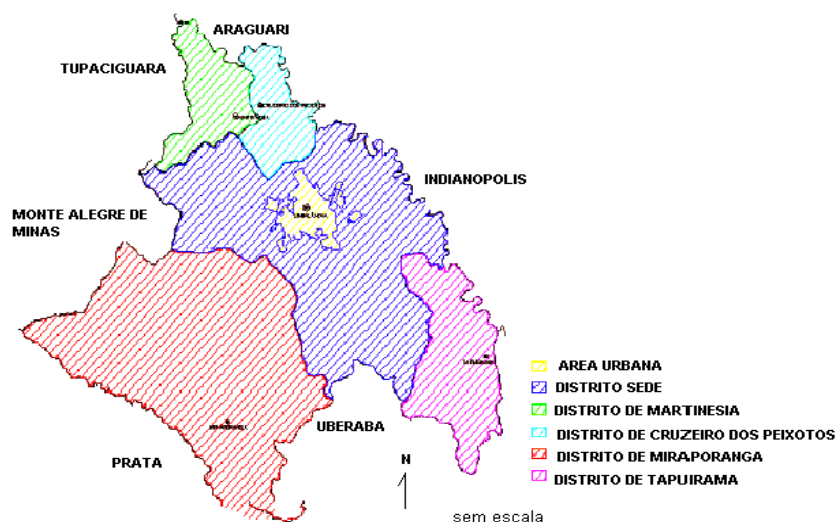 ARAGUARI
TUPACIGUARA
INDIANOPOLIS
MONTE ALEGRE DE
MINAS
AREA URBANA
DISTRITO SEDE
DISTRITO DE MARTINESIA
UBERABA
DISTRITO DE CRUZEIRO DOS PEIXOTOS
DISTRITO DE MIRAPORANGA
PRATA
N
DISTRITO DE TAPUIRAMA
sem escala